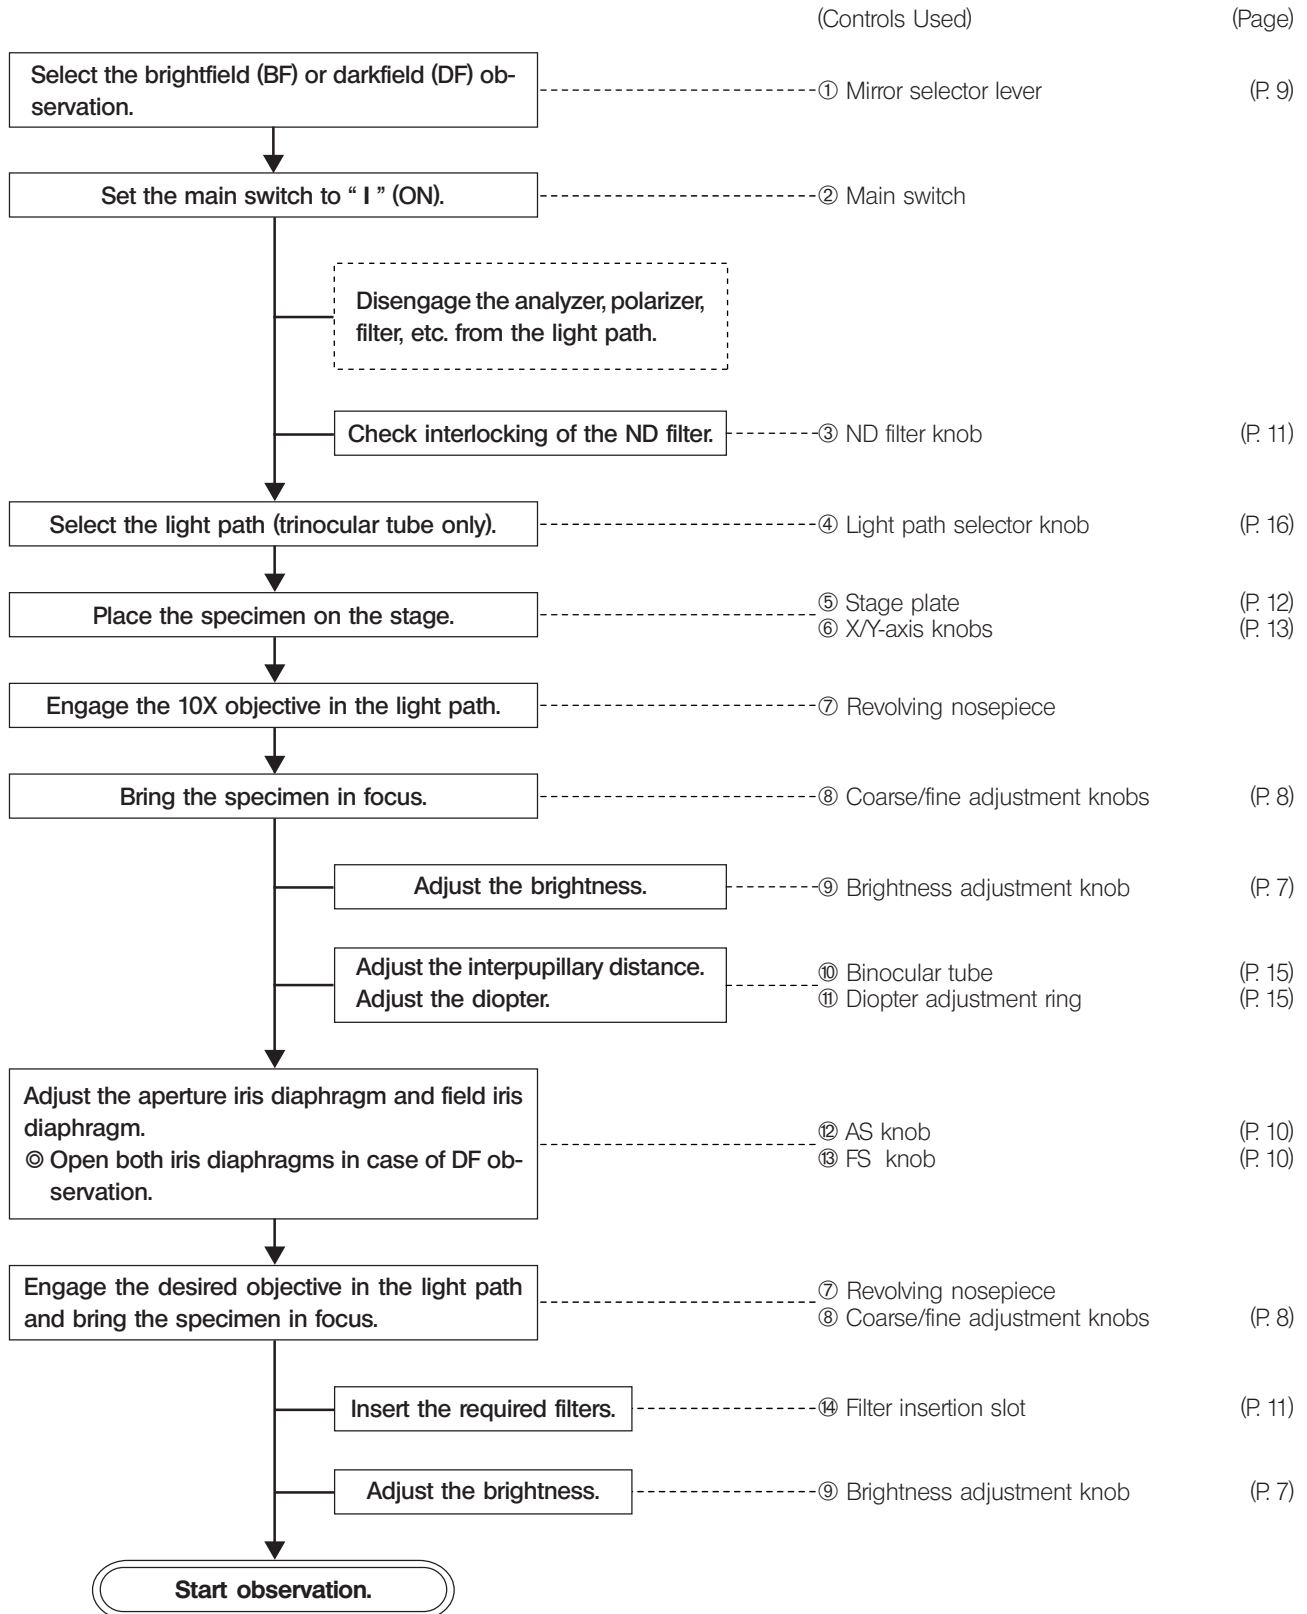 (Controls Used) (Page)
Select the brightfield (BF) or darkfield (DF) ob-
servation.
① Mirror selector lever (P. 9)
Set the main switch to “ I ” (ON).
② Main switch
Disengage the analyzer, polarizer,
filter, etc. from the light path.
Check interlocking of the ND filter.
③ ND filter knob (P. 11)
Select the light path (trinocular tube only).
④ Light path selector knob (P. 16)
Place the specimen on the stage.
⑤ Stage plate (P. 12)
⑥ X/Y-axis knobs (P. 13)
Engage the 10X objective in the light path.
⑦ Revolving nosepiece
Bring the specimen in focus.
⑧ Coarse/fine adjustment knobs (P. 8)
Adjust the brightness.
⑨ Brightness adjustment knob (P. 7)
Adjust the interpupillary distance.
Adjust the diopter.
⑩ Binocular tube (P. 15)
⑪ Diopter adjustment ring (P. 15)
Adjust the aperture iris diaphragm and field iris
diaphragm.
◎ Open both iris diaphragms in case of DF ob-
servation.
⑫ AS knob (P. 10)
⑬ FS knob (P. 10)
Engage the desired objective in the light path
and bring the specimen in focus.
⑦ Revolving nosepiece
⑧ Coarse/fine adjustment knobs (P. 8)
Insert the required filters.
⑭ Filter insertion slot (P. 11)
Adjust the brightness.
⑨ Brightness adjustment knob (P. 7)
Start observation.